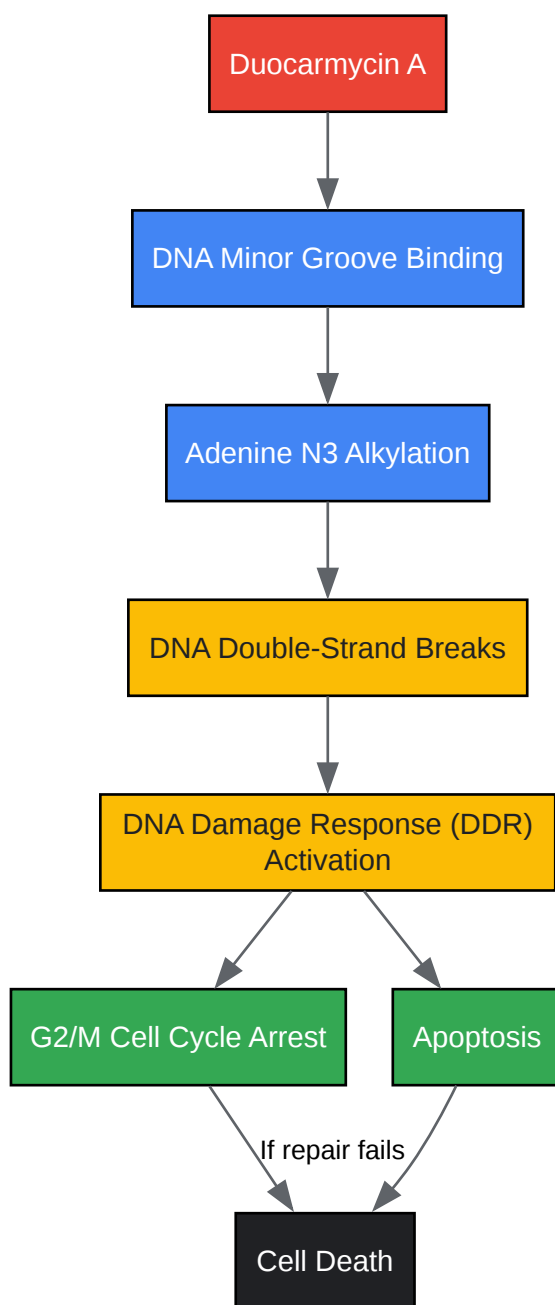 Duocarmycin A
DNA Minor Groove Binding
Adenine N3 Alkylation
DNA Double-Strand Breaks
DNA Damage Response (DDR)
Activation
G2/M Cell Cycle Arrest
Apoptosis
If repair fails
Cell Death